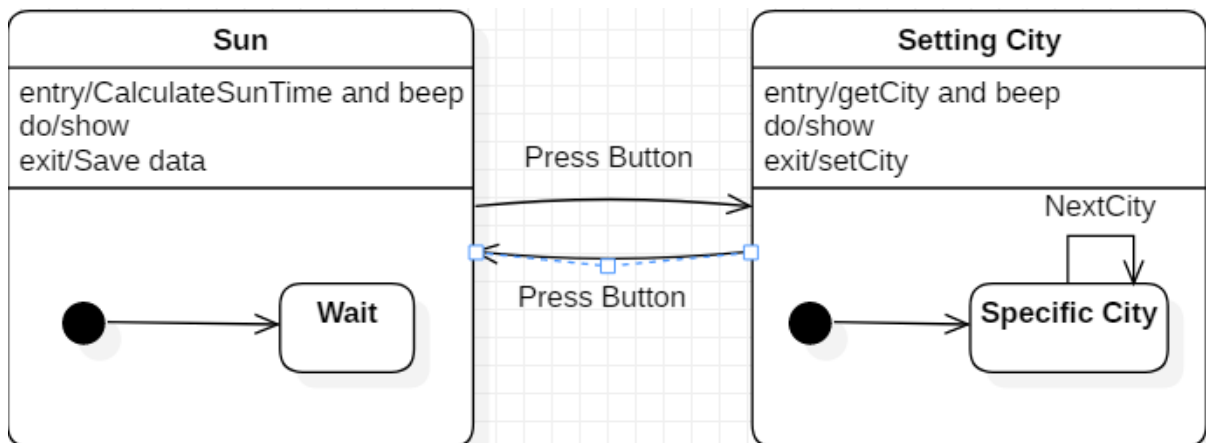 Sun
entry/CalculateSunTime and beep
do/show
exit/Save data
Wait
Press Button
Press Button
Setting City
entry/getCity and beep
do/show
exit/setCity
NextCity
Specific City